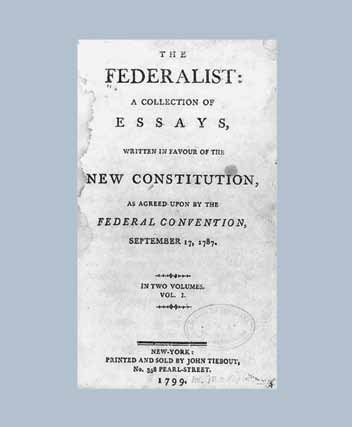 THE
FEDERALIST:
A COLLECTION OF
ESSAYS,
WRITTEN IN FAVOUR OF THE
NEW CONSTITUTION,
AS AGREED UPON BY THE
FEDERAL CONVENTION,
SEPTEMBER 17, 1787.
IN TWO VOLUMES.
VOL. I.
NEW-YORK:
PRINTED AND SOLD BY JOHN TIEBOUT,
No. 358 PEARL-STREET.
1799.